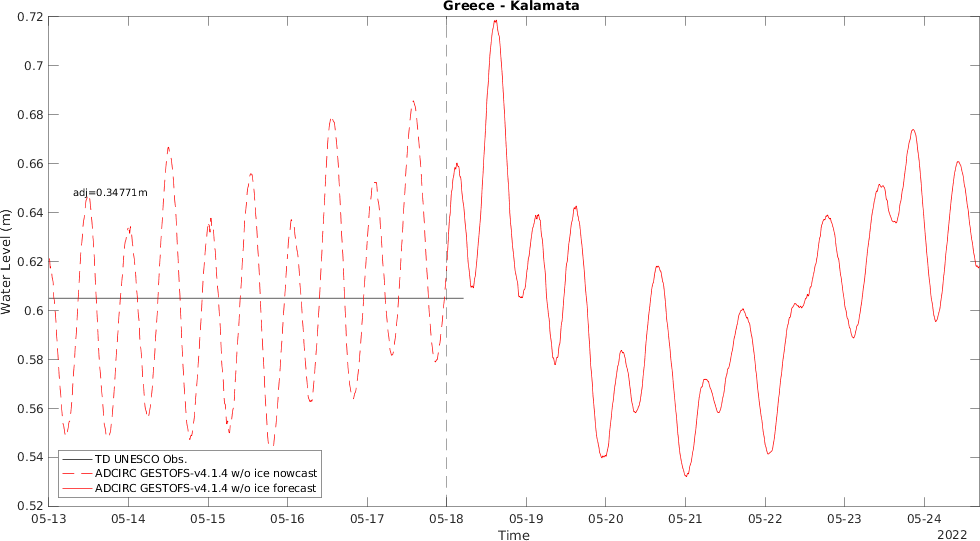 Greece - Kalamata
0.72
0.7
0.68
0.66
0.64
0.62
0.6
0.58
0.56
0.54
0.52
Water Level (m)
adj=0.34771m
TD UNESCO Obs.
ADCIRC GESTOFS-v4.1.4 w/o ice nowcast
ADCIRC GESTOFS-v4.1.4 w/o ice forecast
05-13 05-14 05-15 05-16 05-17 05-18 05-19 05-20 05-21 05-22 05-23 05-24
Time
2022